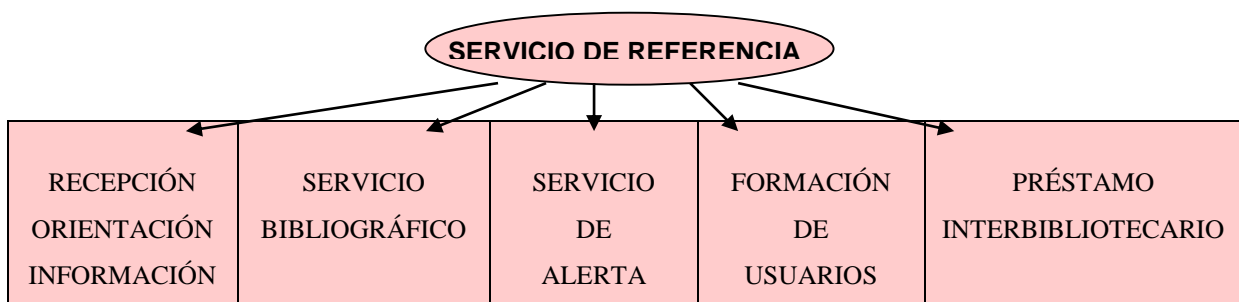 SERVICIO DE REFERENCIA
RECEPCIÓN
ORIENTACIÓN
INFORMACIÓN
SERVICIO
BIBLIOGRÁFICO
SERVICIO
DE
ALERTA
FORMACIÓN
DE
USUARIOS
PRÉSTAMO
INTERBIBLIOTECARIO